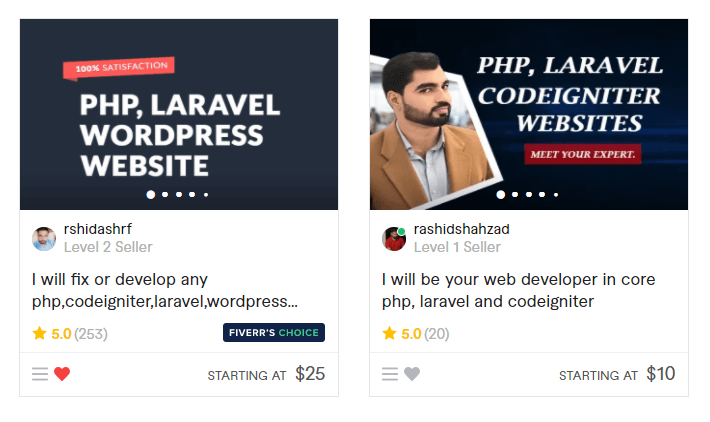 100% SATISFACTION
PHP, LARAVEL
WORDPRESS
WEBSITE
rshidashrf
Level 2 Seller
I will fix or develop any
php,codeigniter,laravel,wordpress...
5.0 (253)
FIVERR'S CHOICE
STARTING AT $25
PHP, LARAVEL
CODEIGNITER
WEBSITES
MEET YOUR EXPERT.
rashidshahzad
Level 1 Seller
I will be your web developer in core
php, laravel and codeigniter
5.0 (20)
STARTING AT $10